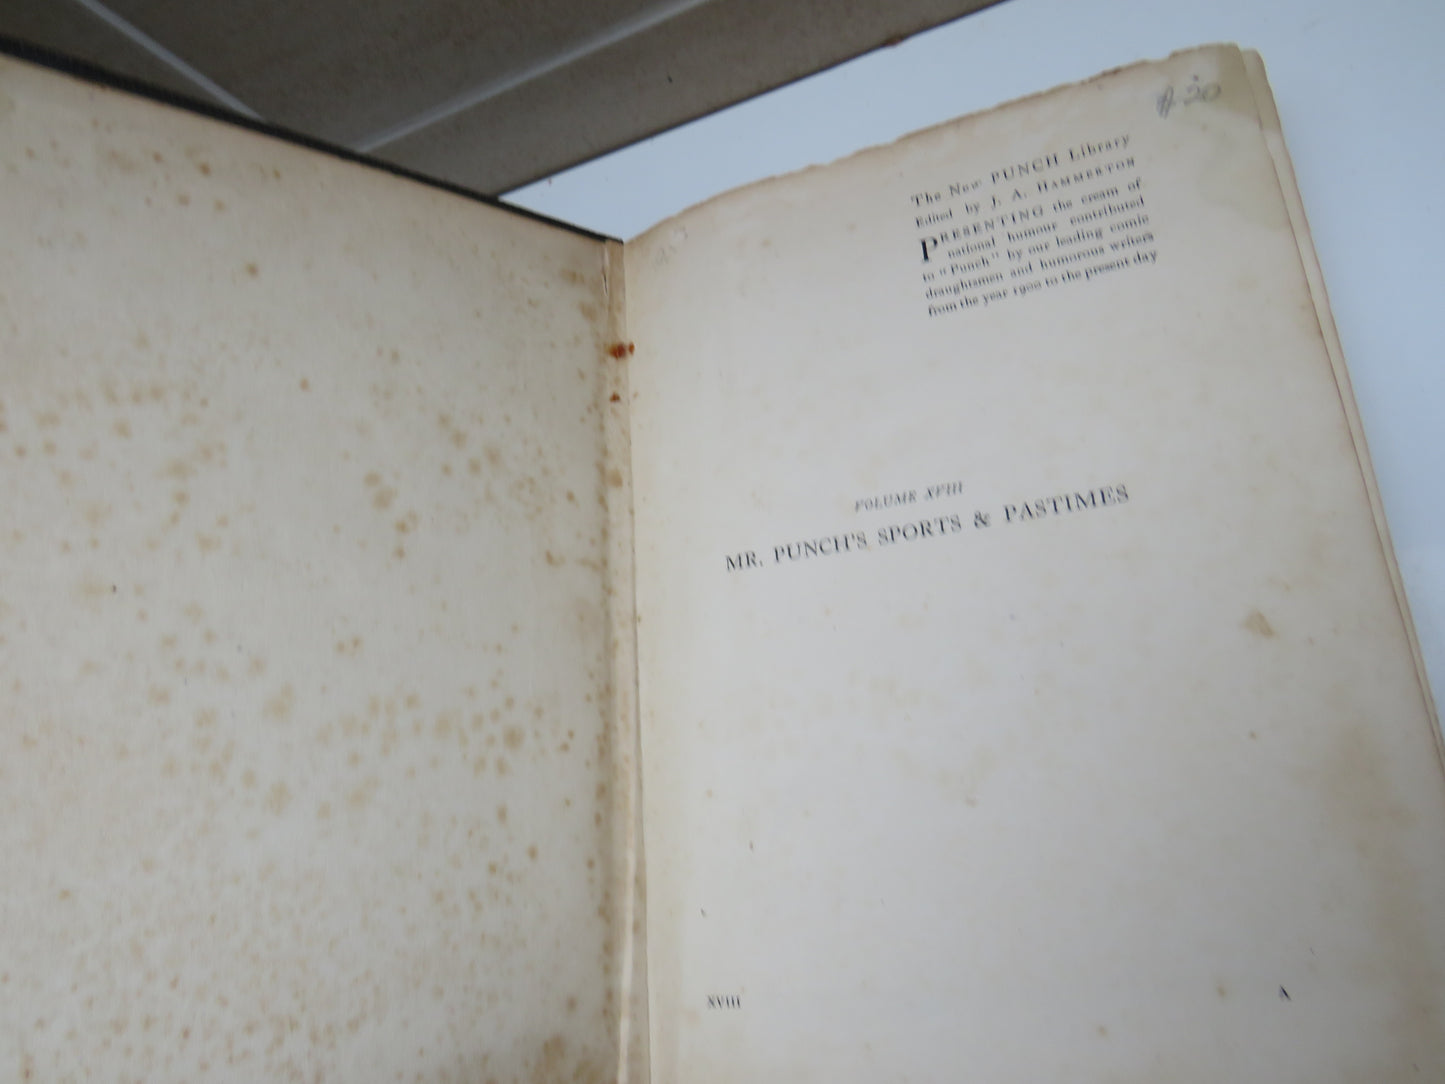 $20
The New PUNCH Library
Edited by J. A. HAMMERTON
PRESENTING the cream of
national humour contributed
to "Punch" by our leading comic
draughtsmen and humorous writers
from the year 1900 to the present day
VOLUME XVIII
MR. PUNCH'S SPORTS & PASTIMES
XVIII A